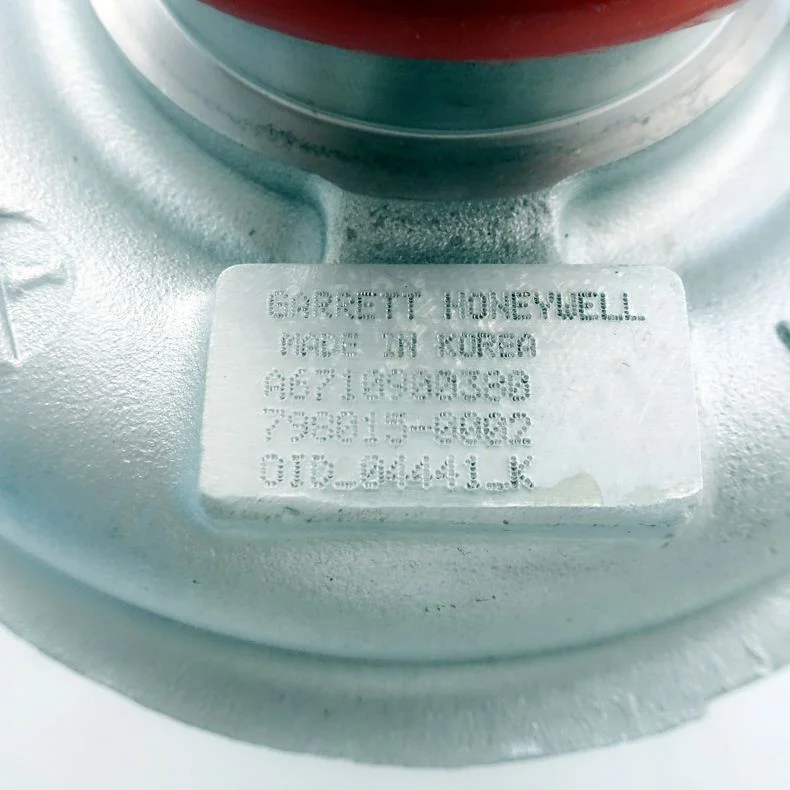 GARRETT HONEYWELL
MADE IN KOREA
A6710900380
798015-0002
OID_04441_K